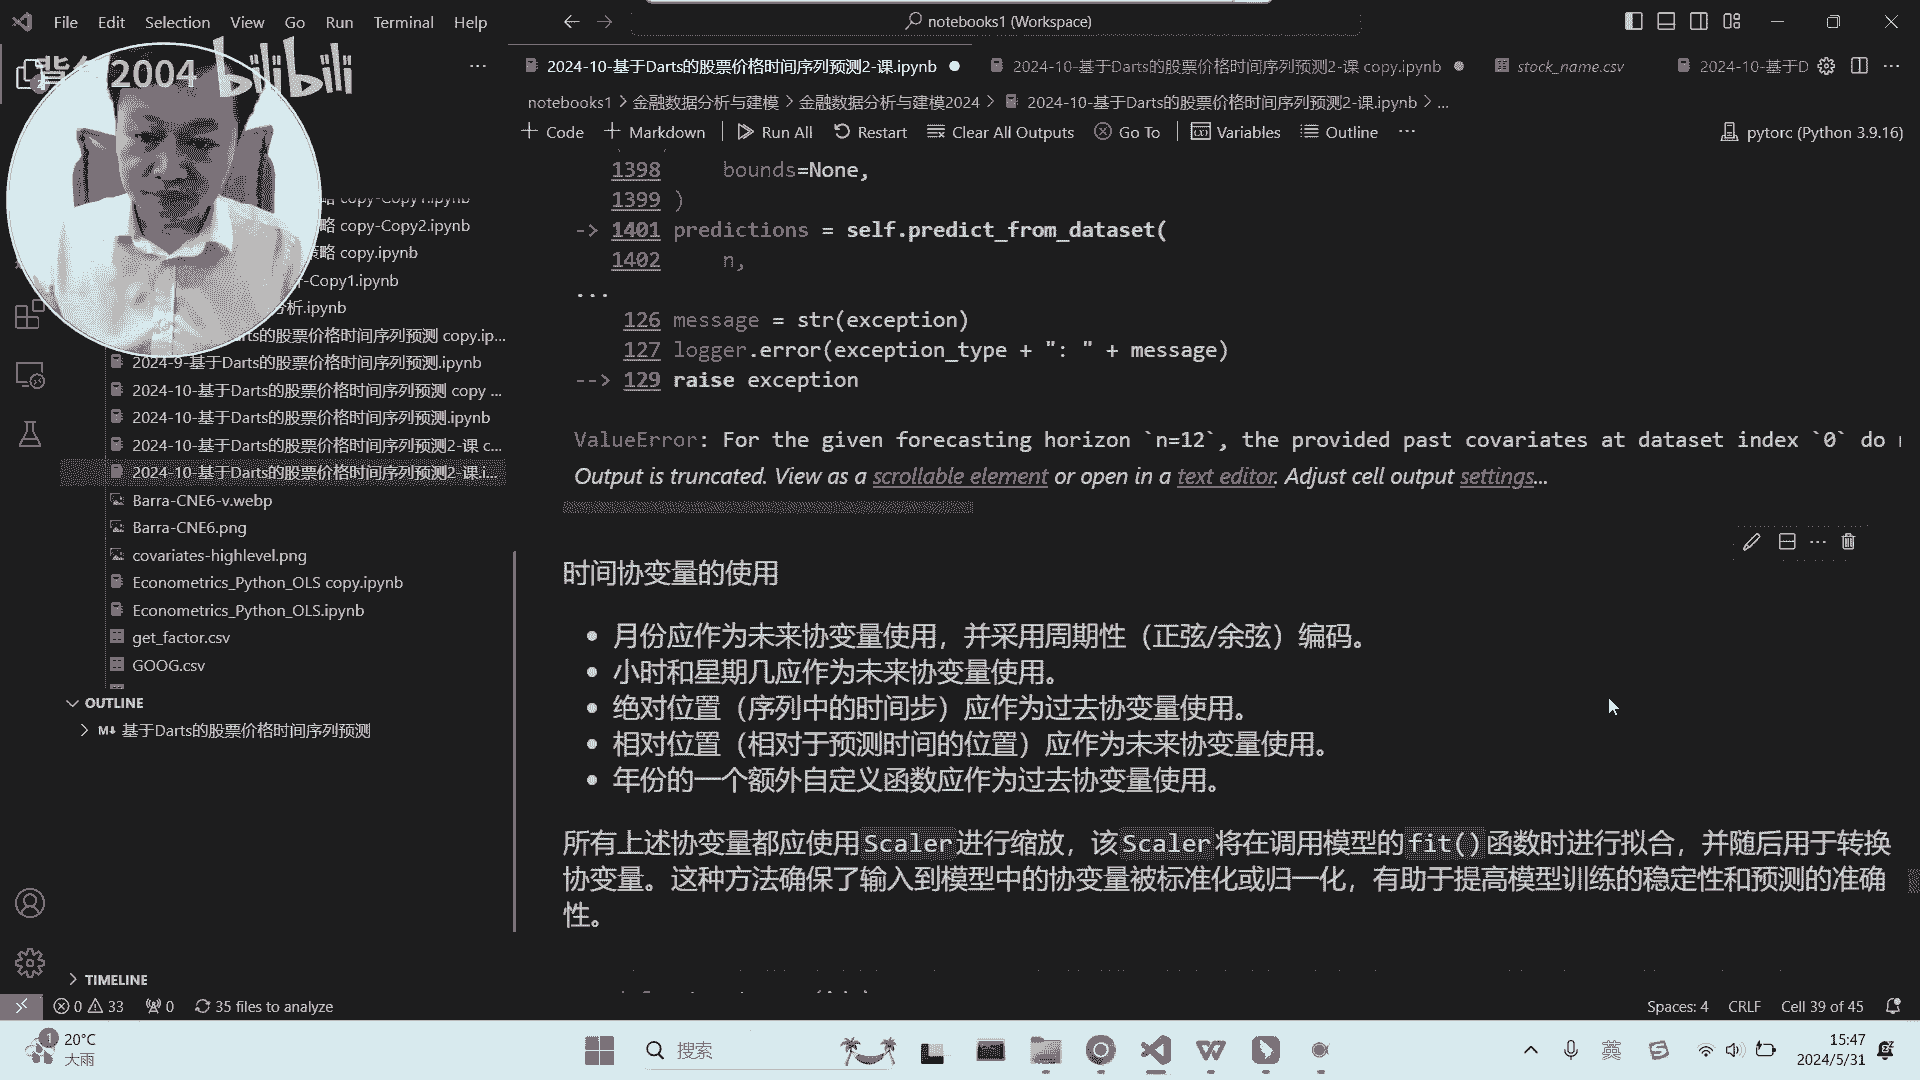 File Edit Selection View Go Run Terminal Help
notebooks1 (Workspace)
2004 bilibili
2024-10-基于Darts的股票价格时间序列预测2-课.ipynb
2024-10-基于Darts的股票价格时间序列预测2-课 copy.ipynb
stock_name.csv
2024-10-基于D
notebooks1 > 金融数据分析与建模 > 金融数据分析与建模2024 > 2024-10-基于Darts的股票价格时间序列预测2-课.ipynb > ...
+ Code + Markdown Run All Restart Clear All Outputs Go To Variables Outline ...
pytorc (Python 3.9.16)
略 copy-Copy1.ipynb
略 copy-Copy2.ipynb
策略 copy.ipynb
-Copy1.ipynb
析.ipynb
arts的股票价格时间序列预测 copy.ip...
2024-9-基于Darts的股票价格时间序列预测.ipynb
2024-10-基于Darts的股票价格时间序列预测 copy ...
2024-10-基于Darts的股票价格时间序列预测.ipynb
2024-10-基于Darts的股票价格时间序列预测2-课 c...
2024-10-基于Darts的股票价格时间序列预测2-课.i...
Barra-CNE6-v.webp
Barra-CNE6.png
covariates-highlevel.png
Econometrics_Python_OLS copy.ipynb
Econometrics_Python_OLS.ipynb
get_factor.csv
GOOG.csv
OUTLINE
M↓ 基于Darts的股票价格时间序列预测
TIMELINE
1398 bounds=None,
1399 )
-> 1401 predictions = self.predict_from_dataset(
1402 n,
...
126 message = str(exception)
127 logger.error(exception_type + ": " + message)
--> 129 raise exception
ValueError: For the given forecasting horizon `n=12`, the provided past covariates at dataset index `0` do
Output is truncated. View as a scrollable element or open in a text editor. Adjust cell output settings...
时间协变量的使用
• 月份应作为未来协变量使用，并采用周期性（正弦/余弦）编码。
• 小时和星期几应作为未来协变量使用。
• 绝对位置（序列中的时间步）应作为过去协变量使用。
• 相对位置（相对于预测时间的位置）应作为未来协变量使用。
• 年份的一个额外自定义函数应作为过去协变量使用。
所有上述协变量都应使用Scaler进行缩放，该Scaler将在调用模型的fit()函数时进行拟合，并随后用于转换
协变量。这种方法确保了输入到模型中的协变量被标准化或归一化，有助于提高模型训练的稳定性和预测的准确
性。
0 33 0 35 files to analyze
Spaces: 4 CRLF Cell 39 of 45
1 20°C
大雨
搜索
英
15:47
2024/5/31